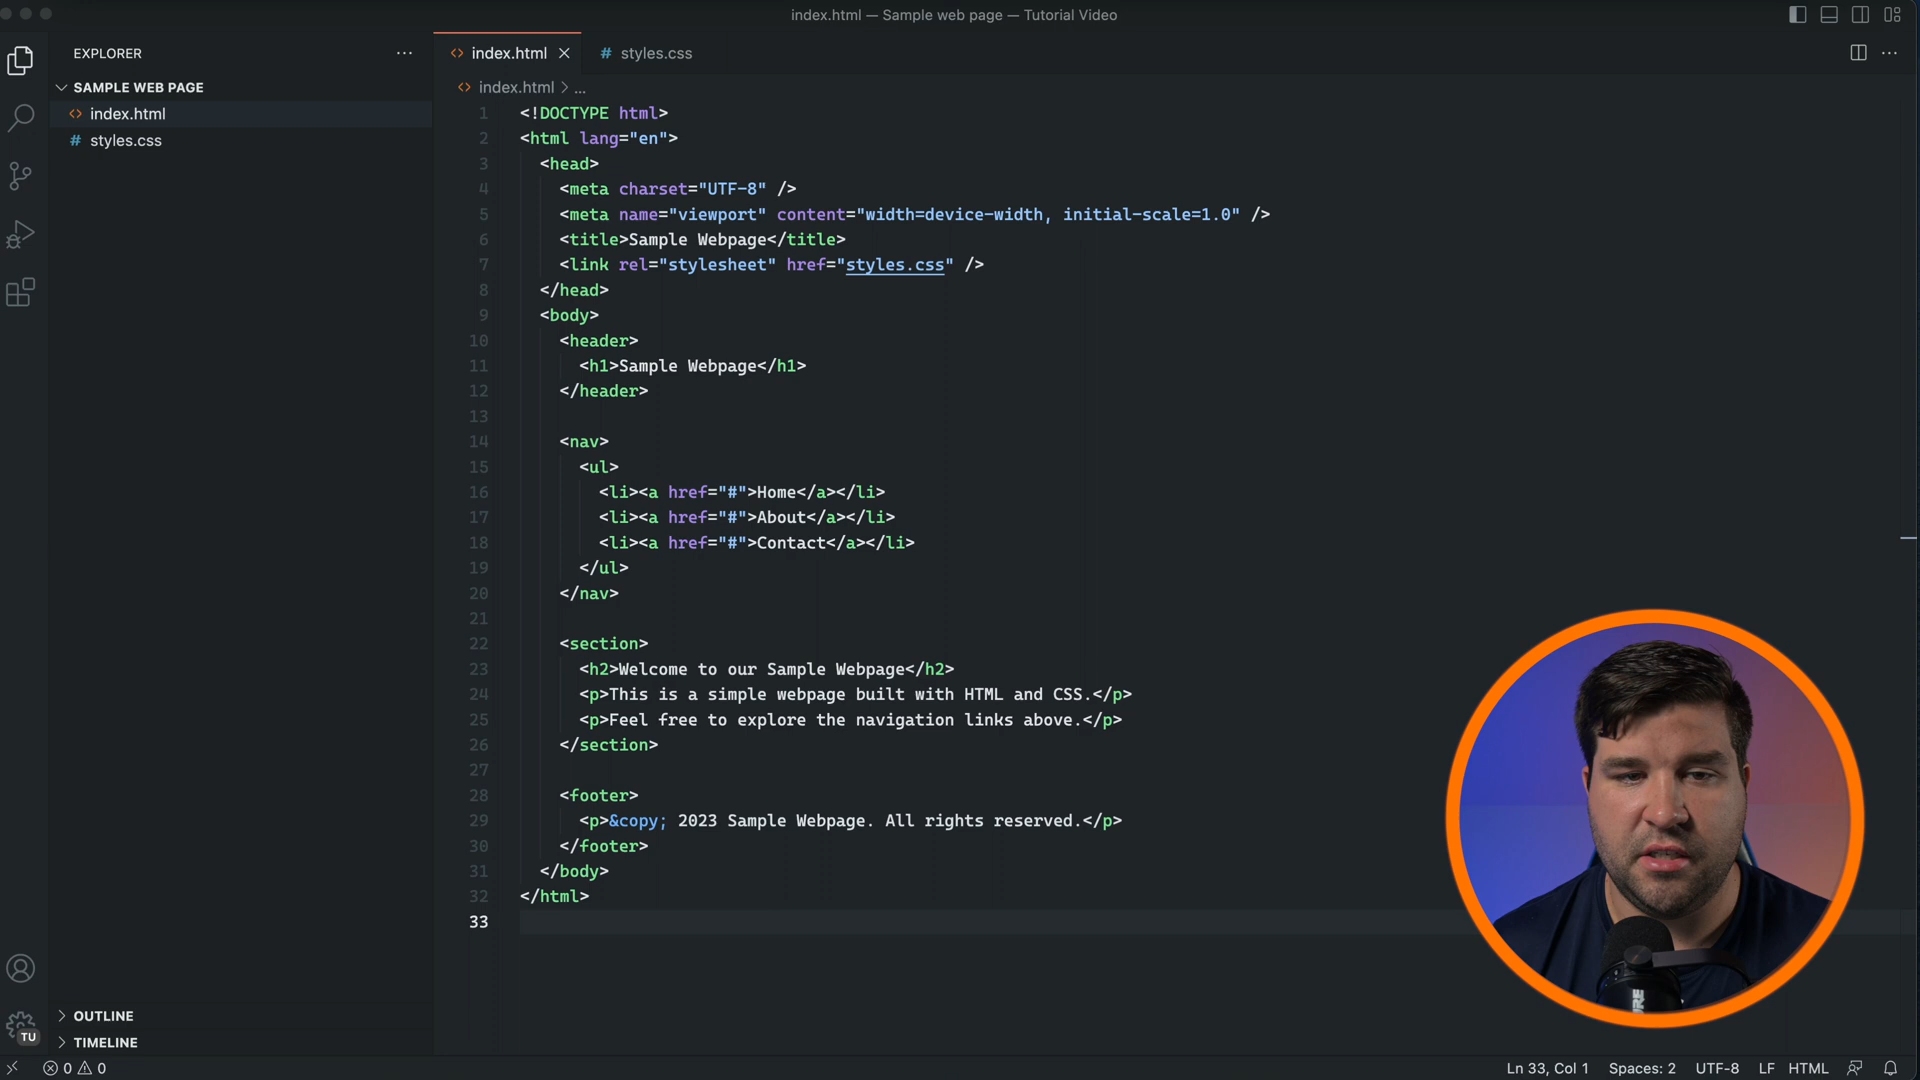 index.html — Sample web page — Tutorial Video
EXPLORER
SAMPLE WEB PAGE
index.html
# styles.css
index.html
# styles.css
index.html > ...
1 <!DOCTYPE html>
2 <html lang="en">
3 <head>
4 <meta charset="UTF-8" />
5 <meta name="viewport" content="width=device-width, initial-scale=1.0" />
6 <title>Sample Webpage</title>
7 <link rel="stylesheet" href="styles.css" />
8 </head>
9 <body>
10 <header>
11 <h1>Sample Webpage</h1>
12 </header>
13
14 <nav>
15 <ul>
16 <li><a href="#">Home</a></li>
17 <li><a href="#">About</a></li>
18 <li><a href="#">Contact</a></li>
19 </ul>
20 </nav>
21
22 <section>
23 <h2>Welcome to our Sample Webpage</h2>
24 <p>This is a simple webpage built with HTML and CSS.</p>
25 <p>Feel free to explore the navigation links above.</p>
26 </section>
27
28 <footer>
29 <p>&copy; 2023 Sample Webpage. All rights reserved.</p>
30 </footer>
31 </body>
32 </html>
33
OUTLINE
TU
TIMELINE
0 0
Ln 33, Col 1 Spaces: 2 UTF-8 LF HTML